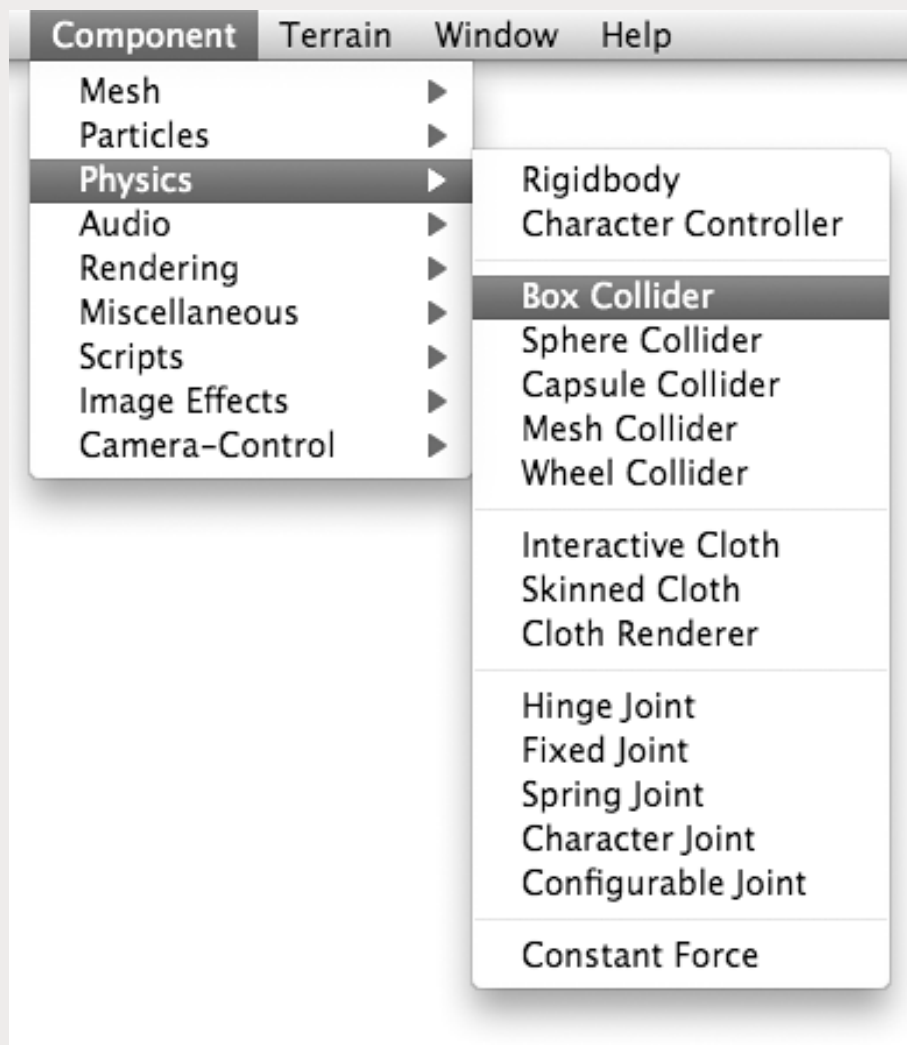 Component Terrain Window Help
Mesh
Particles
Physics
Audio
Rendering
Miscellaneous
Scripts
Image Effects
Camera-Control
Rigidbody
Character Controller
Box Collider
Sphere Collider
Capsule Collider
Mesh Collider
Wheel Collider
Interactive Cloth
Skinned Cloth
Cloth Renderer
Hinge Joint
Fixed Joint
Spring Joint
Character Joint
Configurable Joint
Constant Force